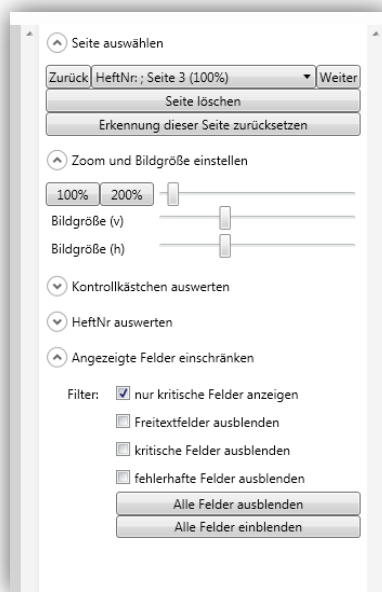 Seite auswählen
Zurück HeftNr: ; Seite 3 (100%) Weiter
Seite löschen
Erkennung dieser Seite zurücksetzen
Zoom und Bildgröße einstellen
100% 200%
Bildgröße (v)
Bildgröße (h)
Kontrollkästchen auswerten
HeftNr auswerten
Angezeigte Felder einschränken
Filter: nur kritische Felder anzeigen
Freitextfelder ausblenden
kritische Felder ausblenden
fehlerhafte Felder ausblenden
Alle Felder ausblenden
Alle Felder einblenden